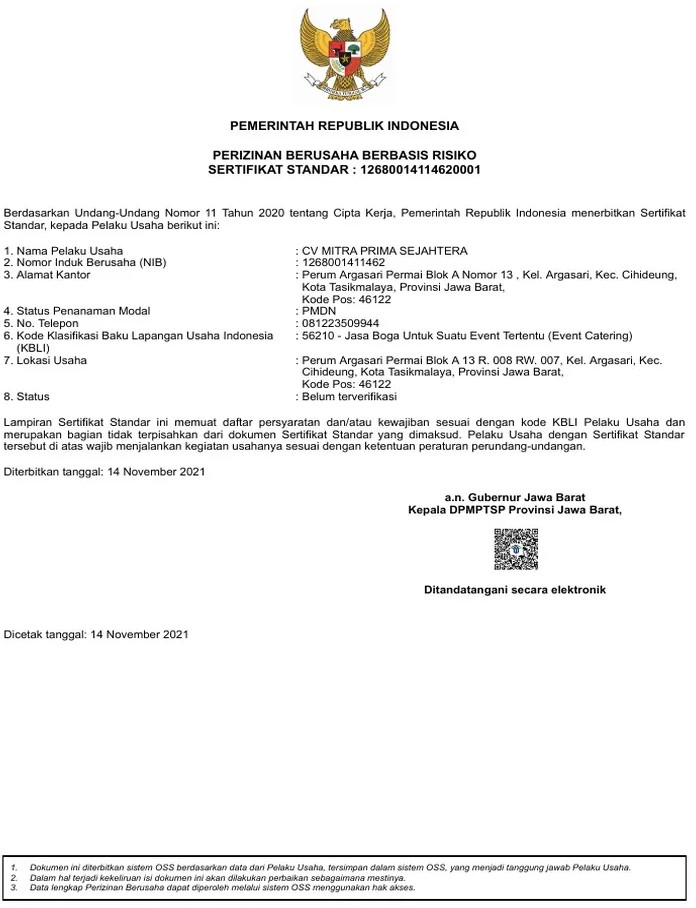 PEMERINTAH REPUBLIK INDONESIA
PERIZINAN BERUSAHA BERBASIS RISIKO
SERTIFIKAT STANDAR : 12680014114620001
Berdasarkan Undang-Undang Nomor 11 Tahun 2020 tentang Cipta Kerja, Pemerintah Republik Indonesia menerbitkan Sertifikat
Standar, kepada Pelaku Usaha berikut ini:
1. Nama Pelaku Usaha : CV MITRA PRIMA SEJAHTERA
2. Nomor Induk Berusaha (NIB) : 1268001411462
3. Alamat Kantor : Perum Argasari Permai Blok A Nomor 13 , Kel. Argasari, Kec. Cihideung,
Kota Tasikmalaya, Provinsi Jawa Barat,
Kode Pos: 46122
4. Status Penanaman Modal : PMDN
5. No. Telepon : 081223509944
6. Kode Klasifikasi Baku Lapangan Usaha Indonesia : 56210 - Jasa Boga Untuk Suatu Event Tertentu (Event Catering)
(KBLI)
7. Lokasi Usaha : Perum Argasari Permai Blok A 13 R. 008 RW. 007, Kel. Argasari, Kec.
Cihideung, Kota Tasikmalaya, Provinsi Jawa Barat,
Kode Pos: 46122
8. Status : Belum terverifikasi
Lampiran Sertifikat Standar ini memuat daftar persyaratan dan/atau kewajiban sesuai dengan kode KBLI Pelaku Usaha dan
merupakan bagian tidak terpisahkan dari dokumen Sertifikat Standar yang dimaksud. Pelaku Usaha dengan Sertifikat Standar
tersebut di atas wajib menjalankan kegiatan usahanya sesuai dengan ketentuan peraturan perundang-undangan.
Diterbitkan tanggal: 14 November 2021
a.n. Gubernur Jawa Barat
Kepala DPMPTSP Provinsi Jawa Barat,
Ditandatangani secara elektronik
Dicetak tanggal: 14 November 2021
1. Dokumen ini diterbitkan sistem OSS berdasarkan data dari Pelaku Usaha, tersimpan dalam sistem OSS, yang menjadi tanggung jawab Pelaku Usaha.
2. Dalam hal terjadi kekeliruan isi dokumen ini akan dilakukan perbaikan sebagaimana mestinya.
3. Data lengkap Perizinan Berusaha dapat diperoleh melalui sistem OSS menggunakan hak akses.